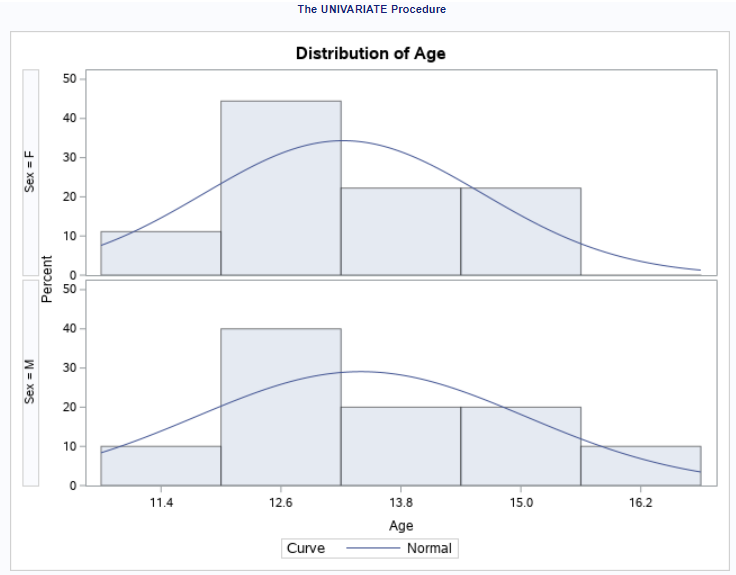 The UNIVARIATE Procedure
Distribution of Age
Sex = F
50
40
30
20
10
0
Percent
Sex = M
50
40
30
20
10
0
11.4 12.6 13.8 15.0 16.2
Age
Curve Normal